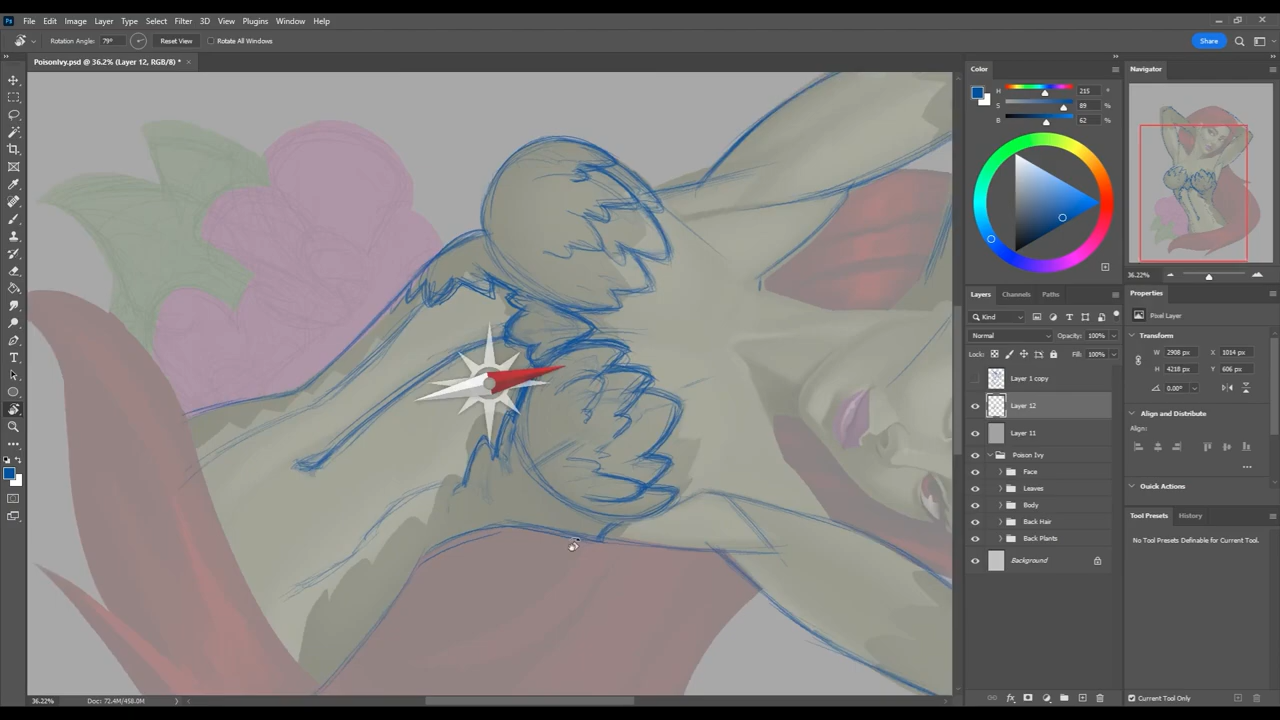 Ps File Edit Image Layer Type Select Filter 3D View Plugins Window Help
Rotation Angle: 79° Reset View Rotate All Windows Share
PoisonIvy.psd @ 36.2% (Layer 12, RGB/8) * ×
Color
H 215 °
S 89 %
B 62 %
Layers Channels Paths
Kind
Normal Opacity: 100%
Lock: Fill: 100%
Layer 1 copy
Layer 12
Layer 11
Poison Ivy
Face
Leaves
Body
Back Hair
Back Plants
Background
Navigator
36.22%
Properties
Pixel Layer
Transform
W 2908 px X 1014 px
H 4218 px Y 606 px
0.00°
Align and Distribute
Align:
Quick Actions
Tool Presets History
No Tool Presets Definable for Current Tool.
Current Tool Only
36.22% Doc: 72.4M/458.0M